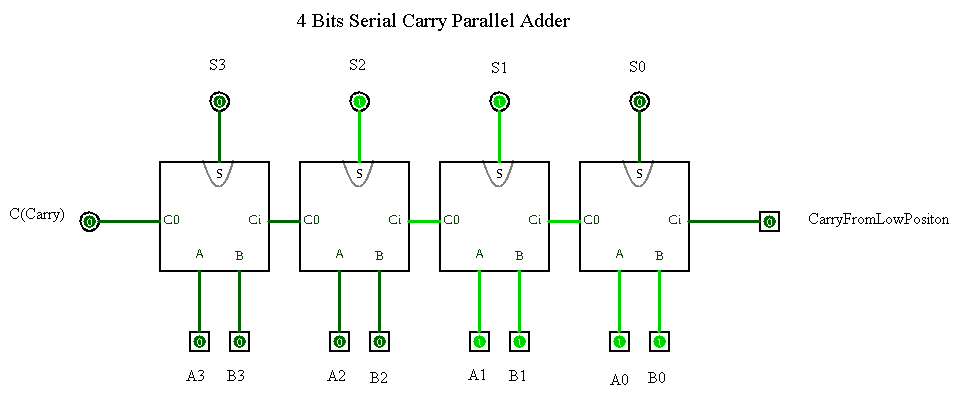 4 Bits Serial Carry Parallel Adder
S3 S2 S1 S0
0 1 1 0
S S S S
C(Carry) 0 C0 Ci C0 Ci C0 Ci C0 Ci 0 CarryFromLowPositon
A B A B A B A B
0 0 0 0 1 1 1 1
A3 B3 A2 B2 A1 B1 A0 B0